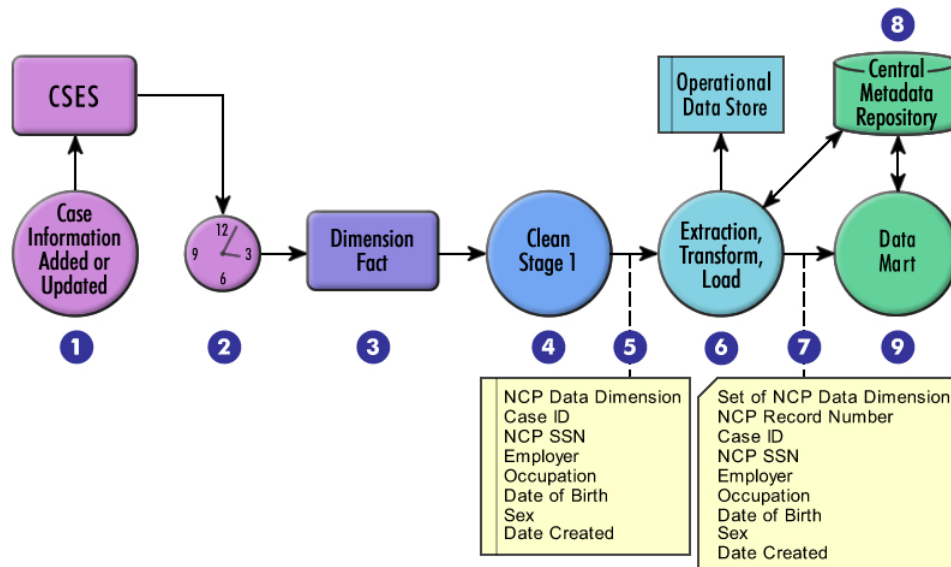 8
CSES
Operational
Data Store
Central
Metadata
Repository
Case
Information
Added or
Updated
12
9
3
6
Dimension
Fact
Clean
Stage 1
Extraction,
Transform,
Load
Data
Mart
1
2
3
4
5
6
7
9
NCP Data Dimension
Case ID
NCP SSN
Employer
Occupation
Date of Birth
Sex
Date Created
Set of NCP Data Dimension
NCP Record Number
Case ID
NCP SSN
Employer
Occupation
Date of Birth
Sex
Date Created